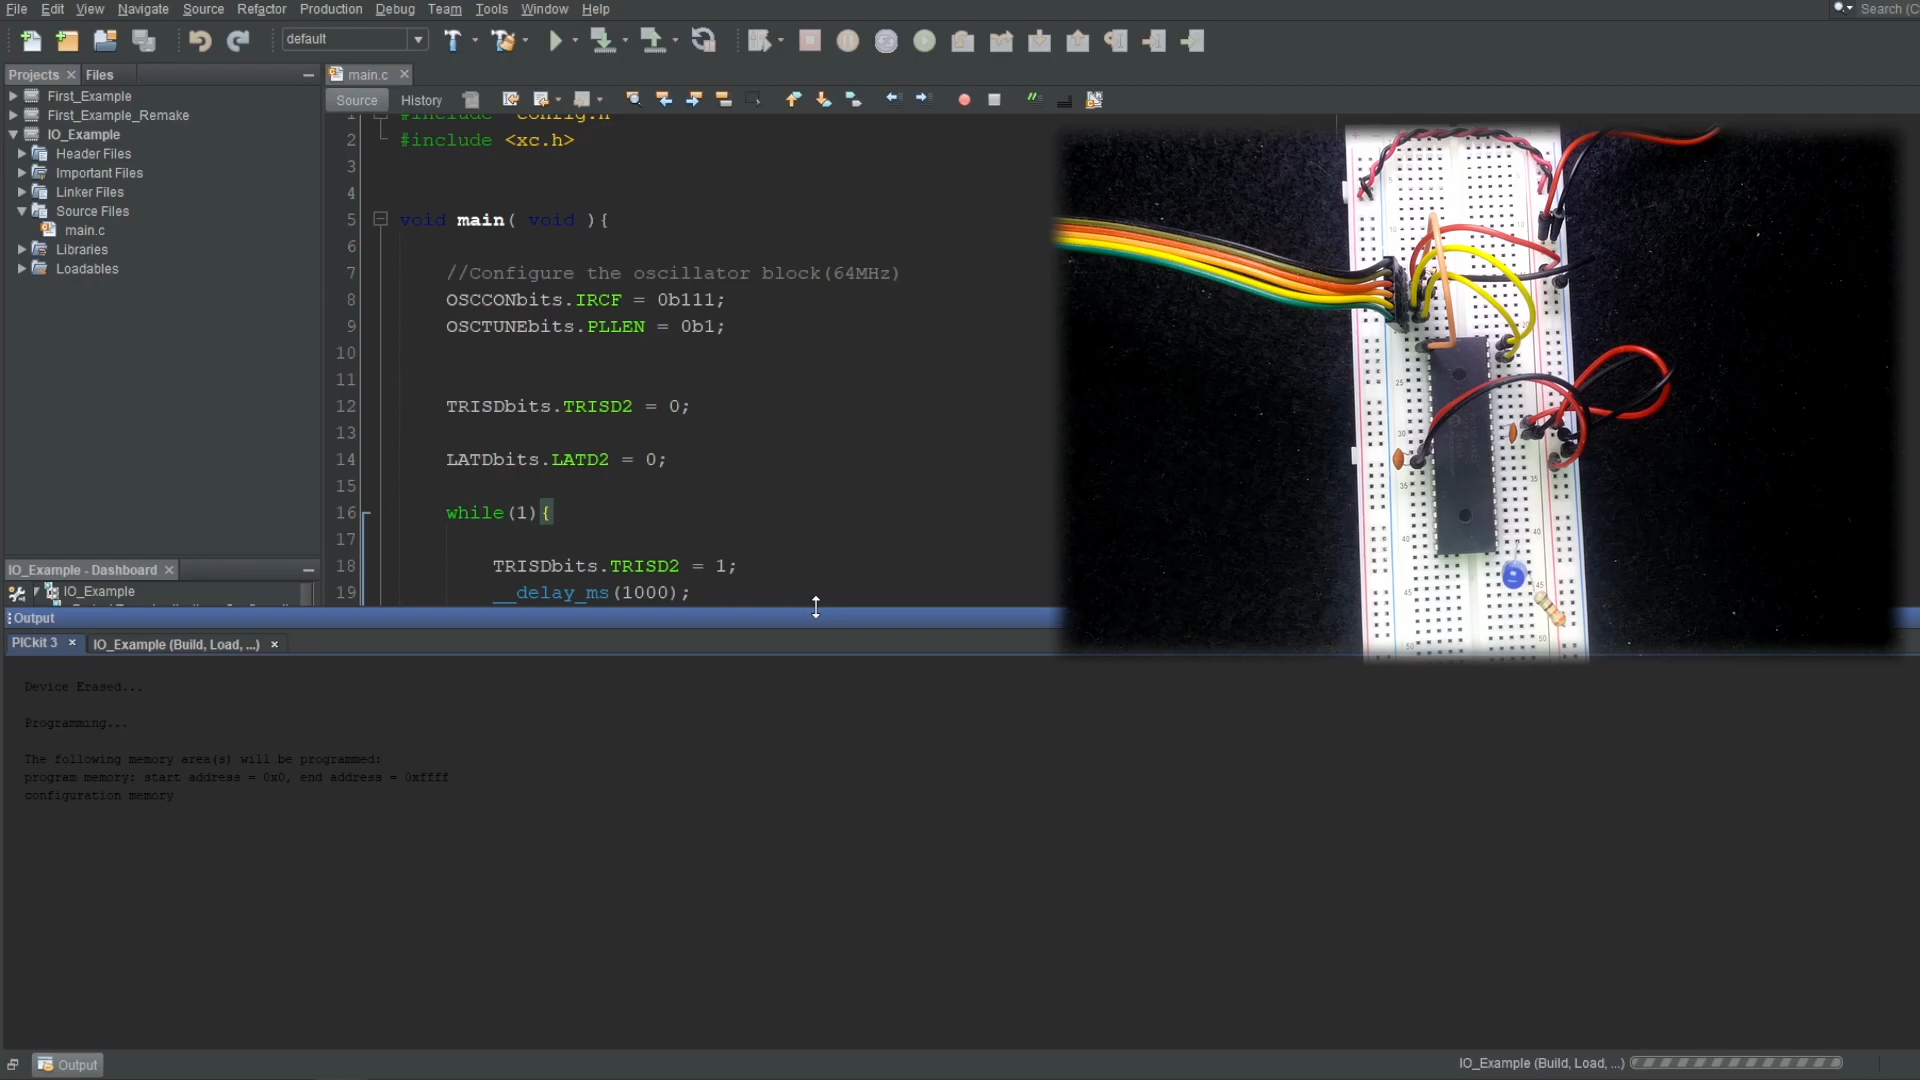 File Edit View Navigate Source Refactor Production Debug Team Tools Window Help
Search (C
default
Projects Files
main.c
Source History
First_Example
First_Example_Remake
IO_Example
Header Files
Important Files
Linker Files
Source Files
main.c
Libraries
Loadables
1 #include "config.h"
2 #include <xc.h>
3
4
5 void main( void ){
6
7 //Configure the oscillator block(64MHz)
8 OSCCONbits.IRCF = 0b111;
9 OSCTUNEbits.PLLEN = 0b1;
10
11
12 TRISDbits.TRISD2 = 0;
13
14 LATDbits.LATD2 = 0;
15
16 while(1){
17
18 TRISDbits.TRISD2 = 1;
19 __delay_ms(1000);
IO_Example - Dashboard
IO_Example
Output
PICkit 3 IO_Example (Build, Load, ...)
Device Erased...
Programming...
The following memory area(s) will be programmed:
program memory: start address = 0x0, end address = 0xffff
configuration memory
Output
IO_Example (Build, Load, ...)